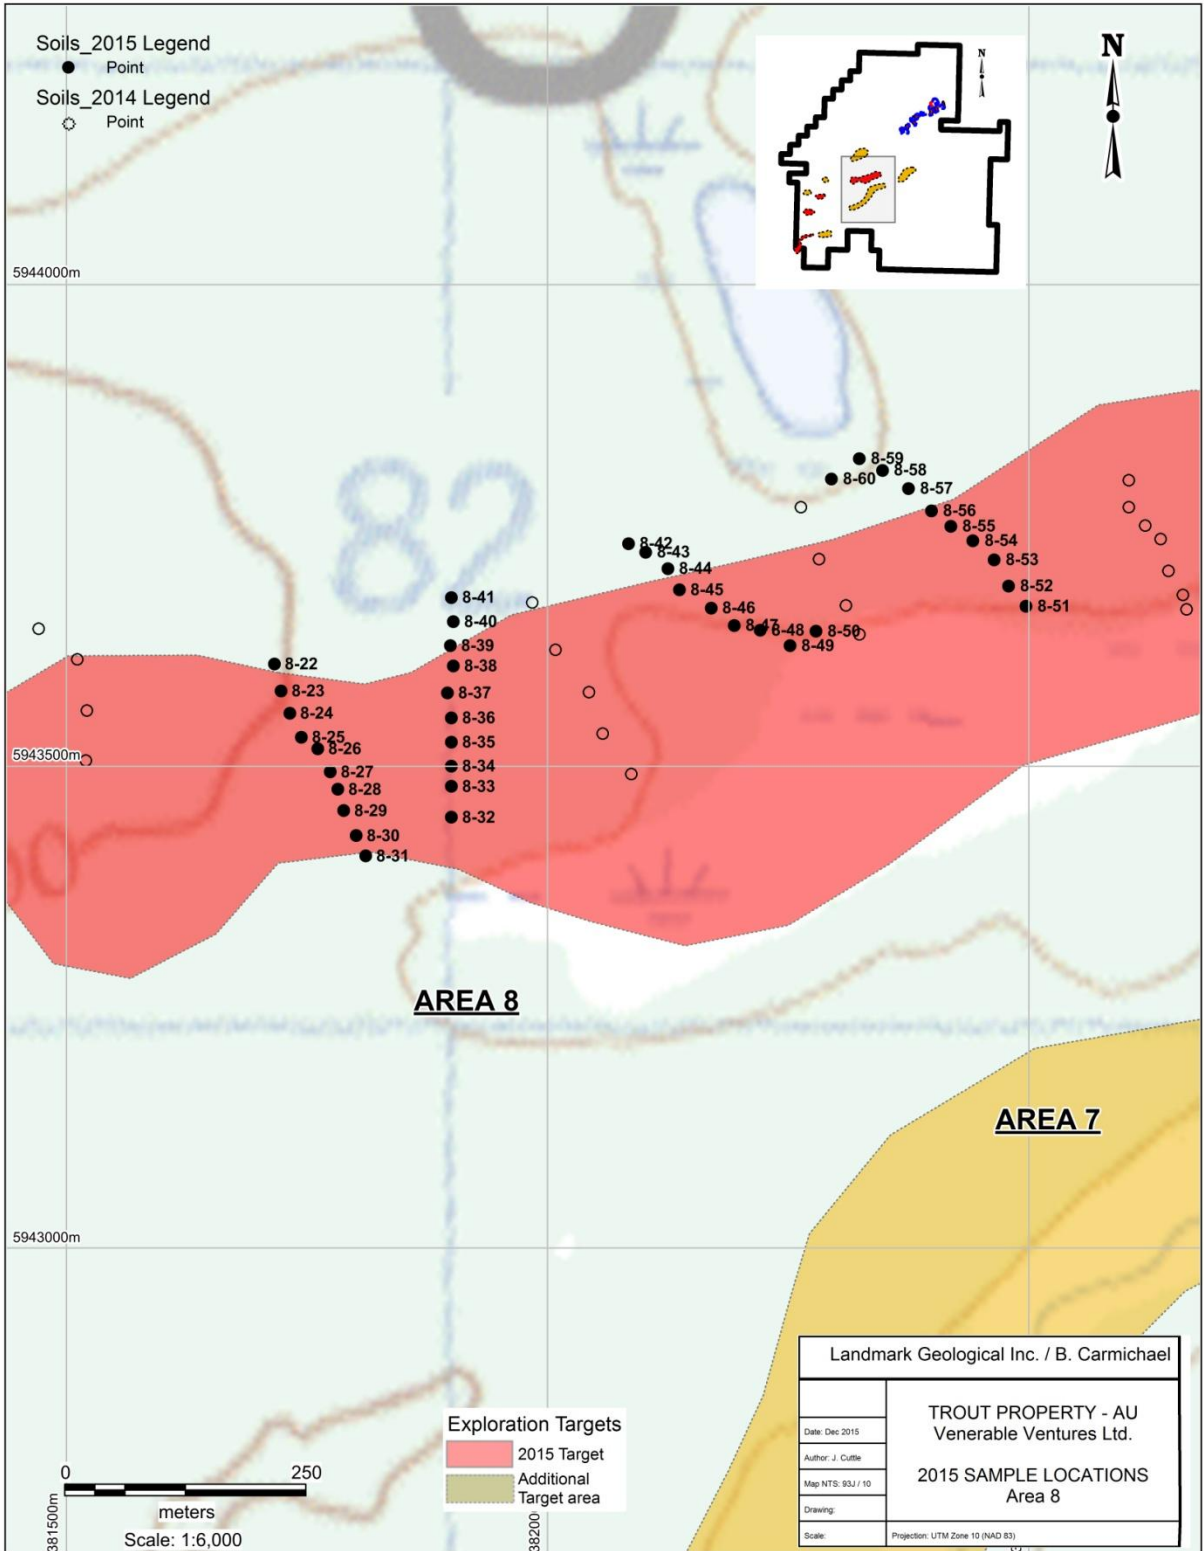 Soils_2015 Legend
Point
Soils_2014 Legend
Point
N
N
5944000m
82
8-59
8-58
8-60
8-57
8-56
8-55
8-54
8-53
8-52
8-51
8-42
8-43
8-44
8-45
8-46
8-47
8-48
8-50
8-49
8-41
8-40
8-39
8-38
8-37
8-36
8-35
8-34
8-33
8-32
8-22
8-23
8-24
8-25
8-26
8-27
8-28
8-29
8-30
8-31
5943500m
00
AREA 8
AREA 7
5943000m
Exploration Targets
2015 Target
Additional
Target area
0 250
meters
Scale: 1:6,000
381500m
38200
Landmark Geological Inc. / B. Carmichael
TROUT PROPERTY - AU
Venerable Ventures Ltd.
2015 SAMPLE LOCATIONS
Area 8
Date: Dec 2015
Author: J. Cuttle
Map NTS: 93J / 10
Drawing:
Scale:
Projection: UTM Zone 10 (NAD 83)